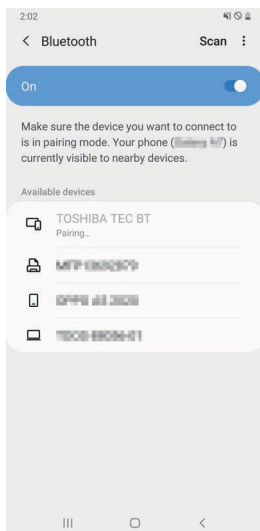 2:02
Bluetooth Scan
On
Make sure the device you want to connect to
is in pairing mode. Your phone ( ) is
currently visible to nearby devices.
Available devices
TOSHIBA TEC BT
Pairing...